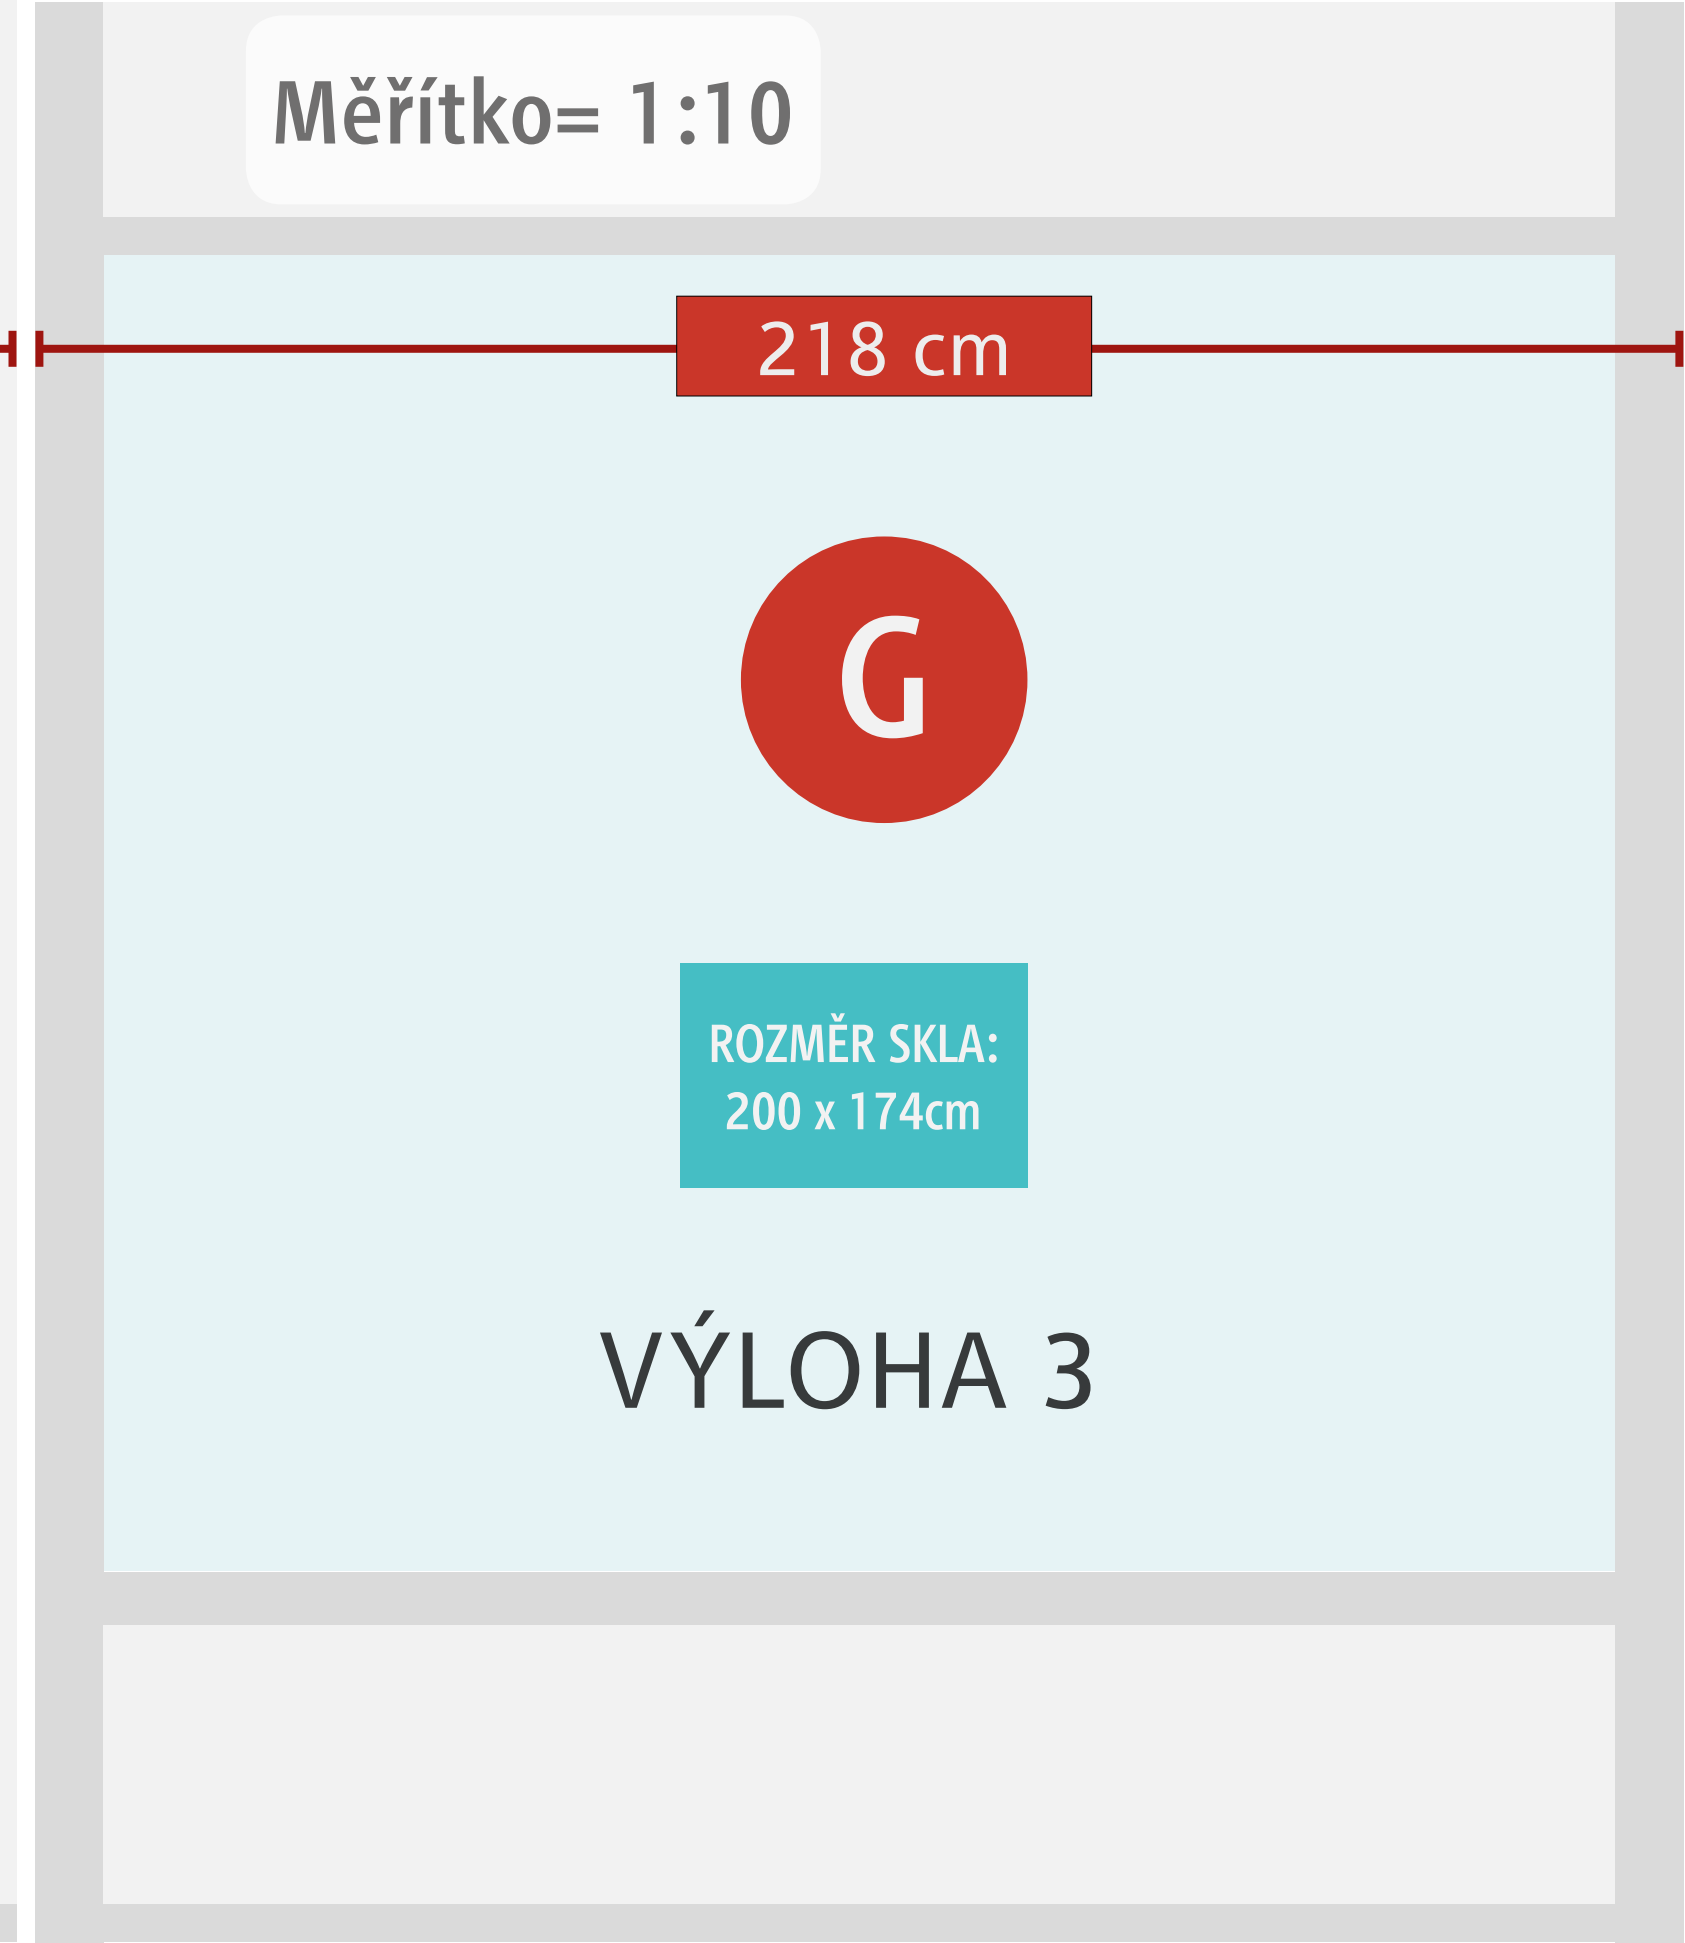 Měřítko= 1:10
218 cm
G
ROZMĚR SKLA:
200 x 174cm
VÝLOHA 3